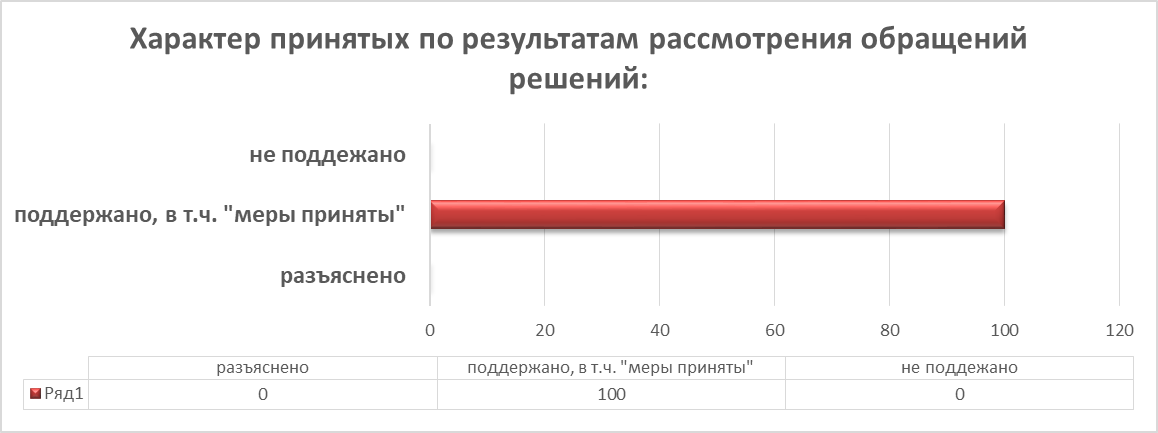 Характер принятых по результатам рассмотрения обращений
решений:
не поддежано
поддержано, в т.ч. "меры приняты"
разъяснено
0 20 40 60 80 100 120
разъяснено поддержано, в т.ч. "меры приняты" не поддежано
Ряд1 0 100 0